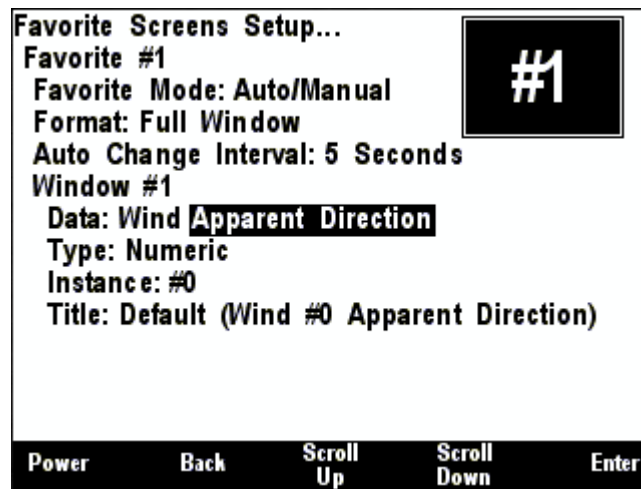 Favorite Screens Setup...
#1
Favorite #1
Favorite Mode: Auto/Manual
Format: Full Window
Auto Change Interval: 5 Seconds
Window #1
Data: Wind Apparent Direction
Type: Numeric
Instance: #0
Title: Default (Wind #0 Apparent Direction)
Power Back Scroll Up Scroll Down Enter